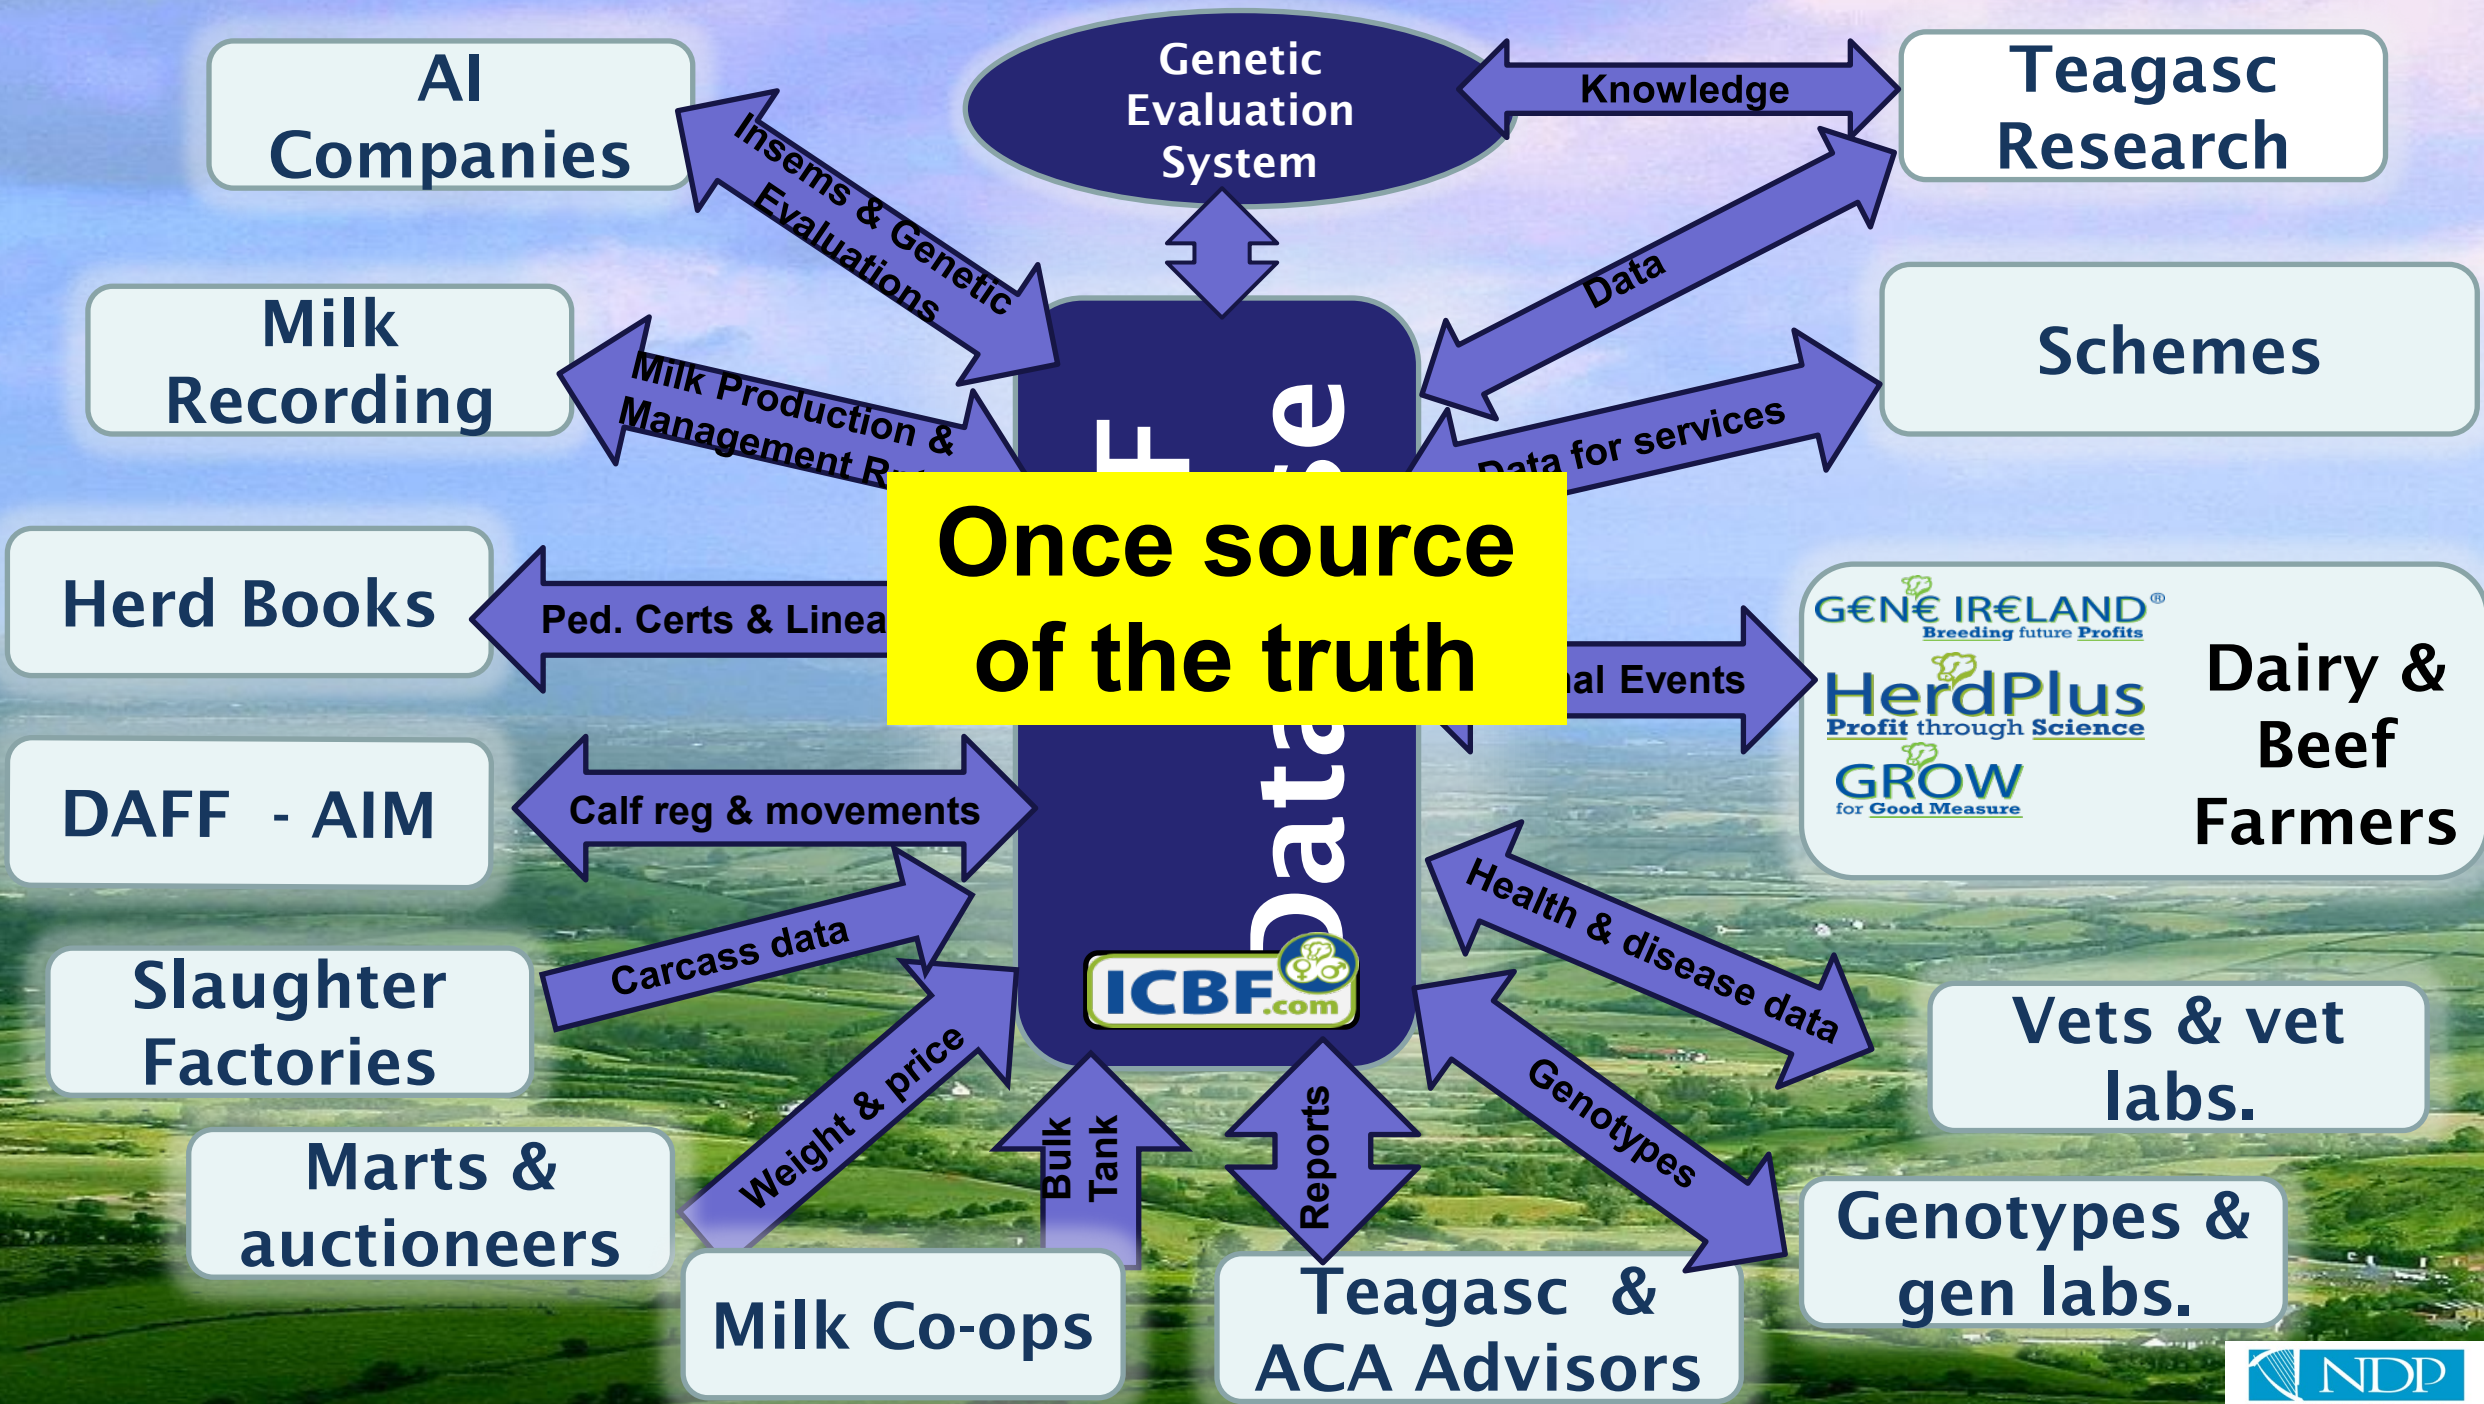 AI
Companies
Genetic
Evaluation
System
Knowledge
Teagasc
Research
Insems & Genetic
Evaluations
Data
Milk
Recording
Milk Production &
Management
Schemes
Data for services
Once source
of the truth
Herd Books
Ped. Certs &
Events
G€N€ IR€LAND®
Breeding future Profits
HerdPlus
Profit through Science
GROW
for Good Measure
Dairy &
Beef
Farmers
DAFF - AIM
Calf reg & movements
Slaughter
Factories
Carcass data
ICBF.com
Health & disease data
Vets & vet
labs.
Marts &
auctioneers
Weight & price
Bulk
Tank
Reports
Genotypes
Genotypes &
gen labs.
Milk Co-ops
Teagasc &
ACA Advisors
NDP